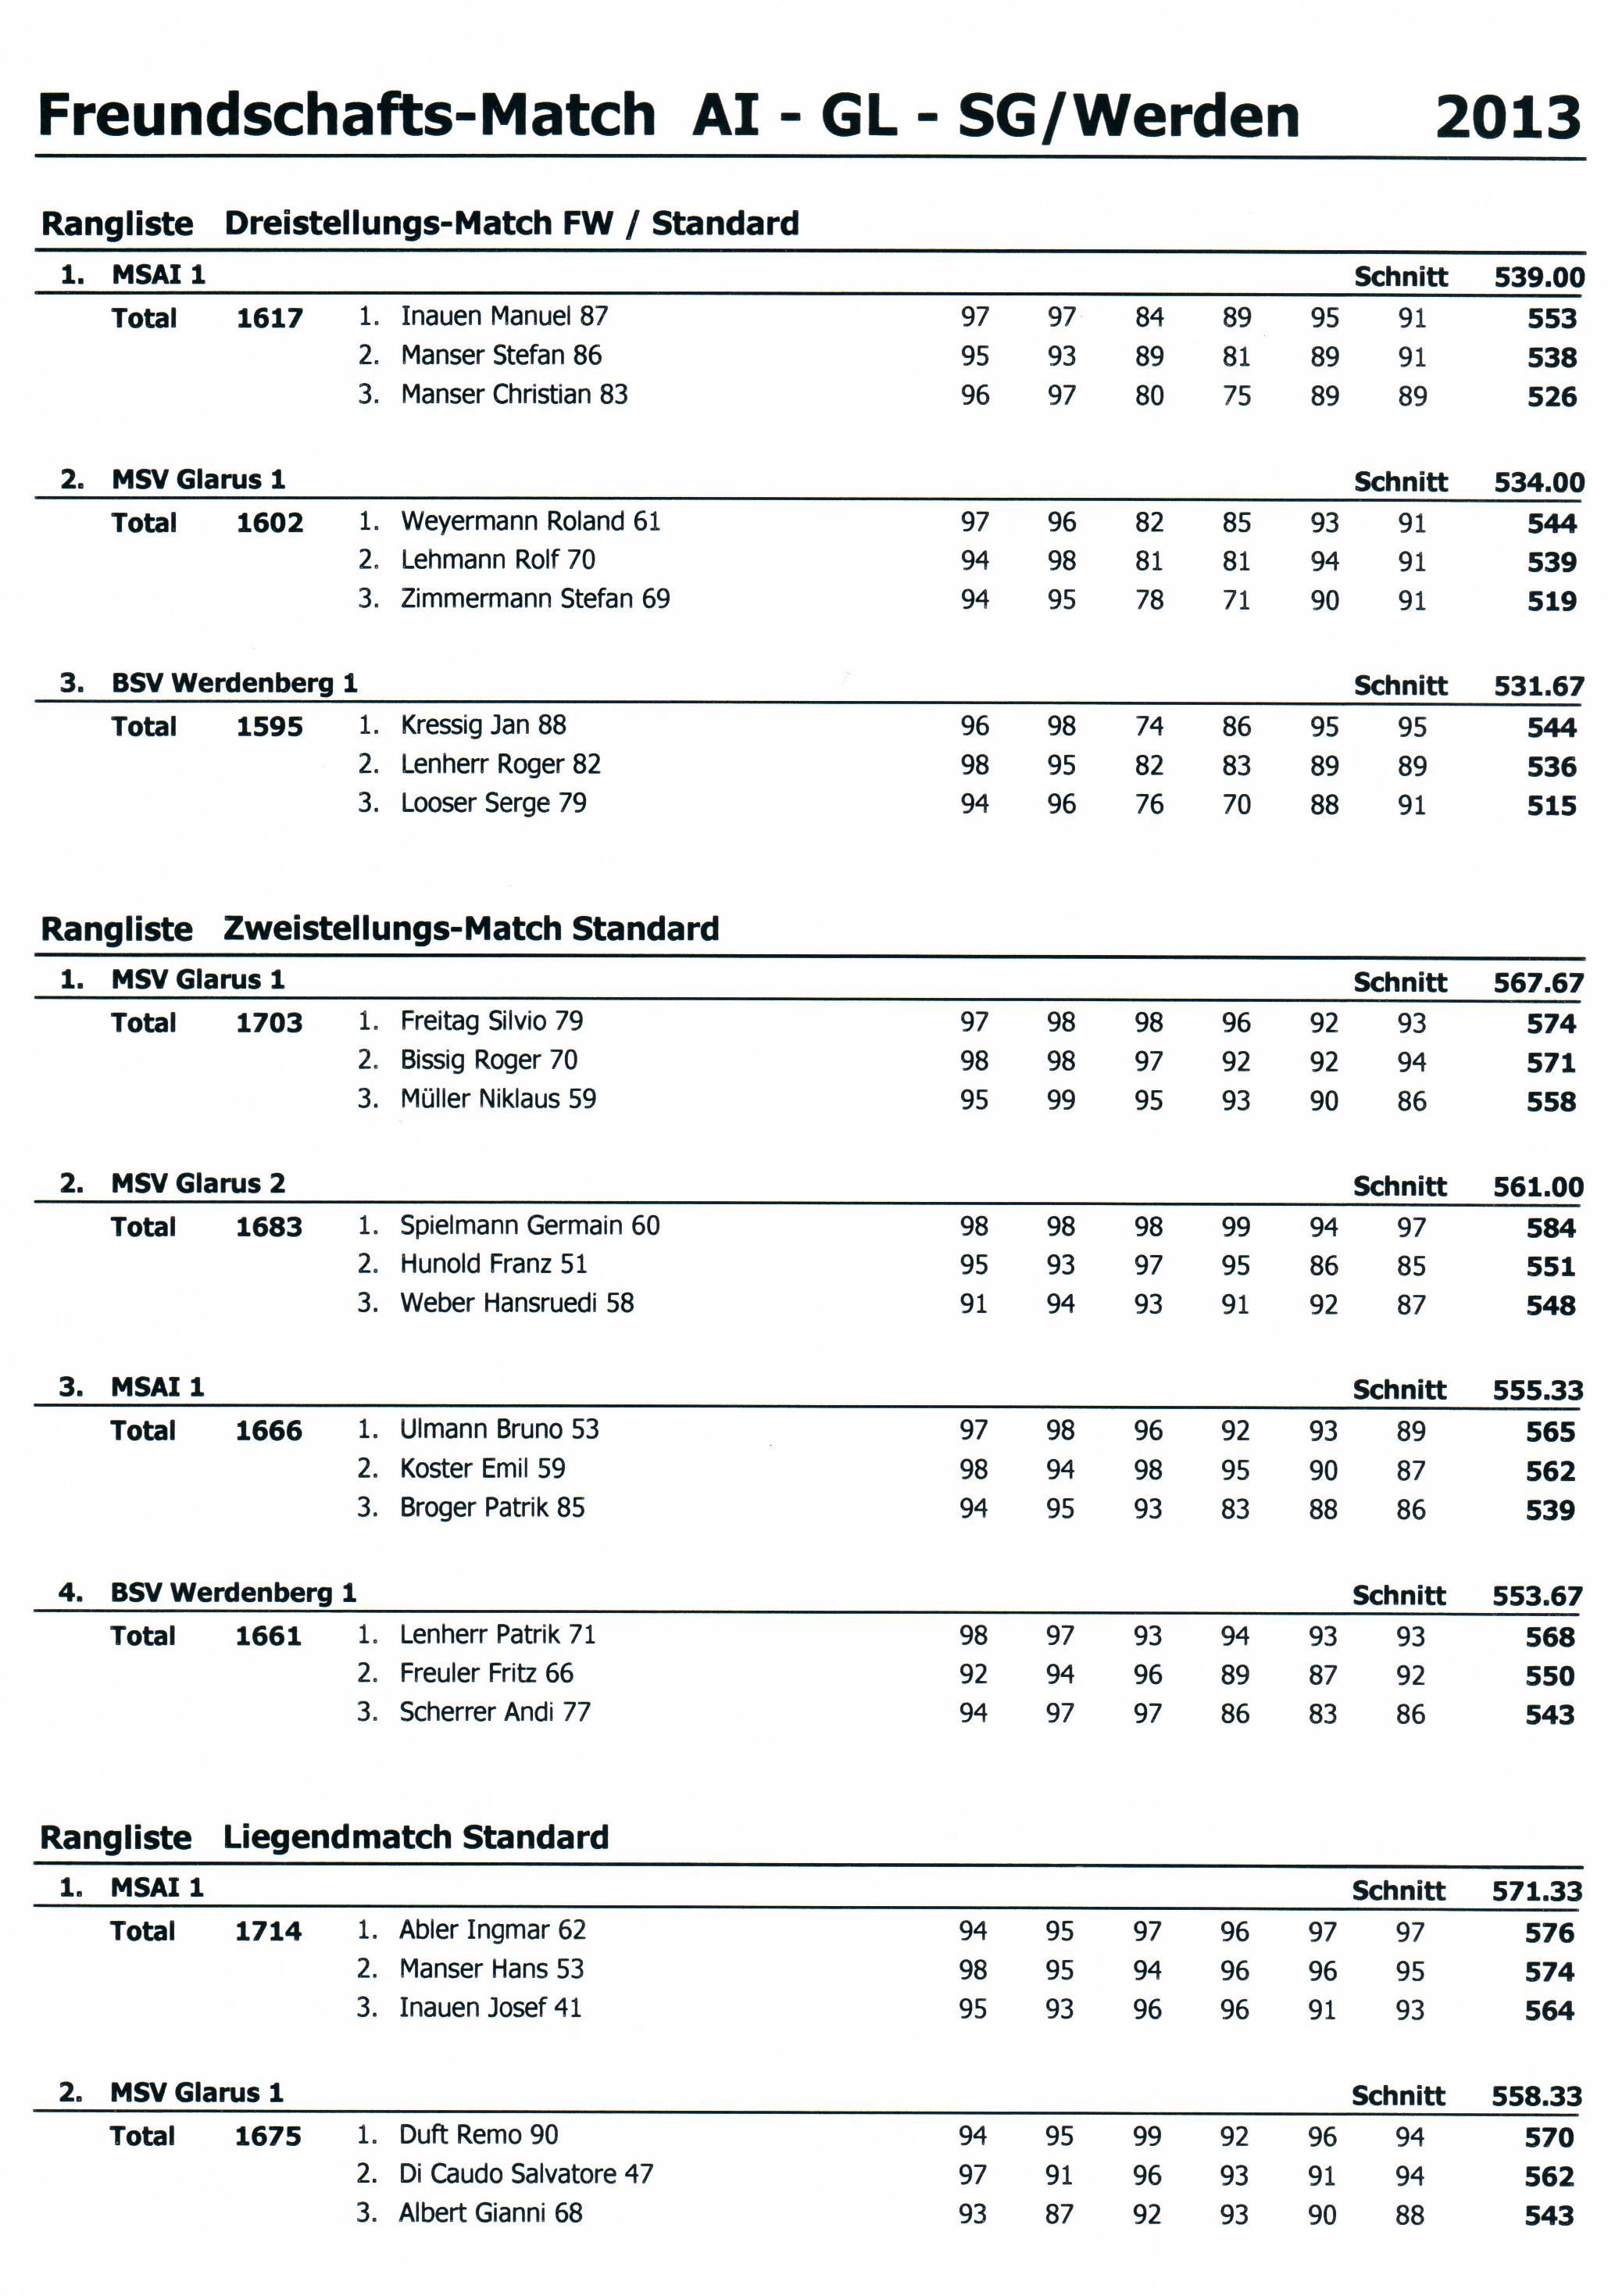 Freundschafts-Match AI - GL - SG/Werden 2013
Rangliste Dreistellungs-Match FW / Standard
1. MSAI 1 Schnitt 539.00
Total 1617 1. Inauen Manuel 87 97 97 84 89 95 91 553
2. Manser Stefan 86 95 93 89 81 89 91 538
3. Manser Christian 83 96 97 80 75 89 89 526
2. MSV Glarus 1 Schnitt 534.00
Total 1602 1. Weyermann Roland 61 97 96 82 85 93 91 544
2. Lehmann Rolf 70 94 98 81 81 94 91 539
3. Zimmermann Stefan 69 94 95 78 71 90 91 519
3. BSV Werdenberg 1 Schnitt 531.67
Total 1595 1. Kressig Jan 88 96 98 74 86 95 95 544
2. Lenherr Roger 82 98 95 82 83 89 89 536
3. Looser Serge 79 94 96 76 70 88 91 515
Rangliste Zweistellungs-Match Standard
1. MSV Glarus 1 Schnitt 567.67
Total 1703 1. Freitag Silvio 79 97 98 98 96 92 93 574
2. Bissig Roger 70 98 98 97 92 92 94 571
3. Müller Niklaus 59 95 99 95 93 90 86 558
2. MSV Glarus 2 Schnitt 561.00
Total 1683 1. Spielmann Germain 60 98 98 98 99 94 97 584
2. Hunold Franz 51 95 93 97 95 86 85 551
3. Weber Hansruedi 58 91 94 93 91 92 87 548
3. MSAI 1 Schnitt 555.33
Total 1666 1. Ulmann Bruno 53 97 98 96 92 93 89 565
2. Koster Emil 59 98 94 98 95 90 87 562
3. Broger Patrik 85 94 95 93 83 88 86 539
4. BSV Werdenberg 1 Schnitt 553.67
Total 1661 1. Lenherr Patrik 71 98 97 93 94 93 93 568
2. Freuler Fritz 66 92 94 96 89 87 92 550
3. Scherrer Andi 77 94 97 97 86 83 86 543
Rangliste Liegendmatch Standard
1. MSAI 1 Schnitt 571.33
Total 1714 1. Abler Ingmar 62 94 95 97 96 97 97 576
2. Manser Hans 53 98 95 94 96 96 95 574
3. Inauen Josef 41 95 93 96 96 91 93 564
2. MSV Glarus 1 Schnitt 558.33
Total 1675 1. Duft Remo 90 94 95 99 92 96 94 570
2. Di Caudo Salvatore 47 97 91 96 93 91 94 562
3. Albert Gianni 68 93 87 92 93 90 88 543